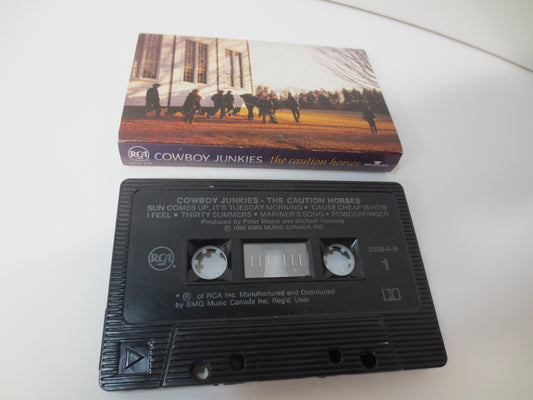 RCA
COWBOY JUNKIES
the caution horses
COWBOY JUNKIES - THE CAUTION HORSES
SUN COMES UP, IT'S TUESDAY MORNING • 'CAUSE CHEAP IS HOW
I FEEL • THIRTY SUMMERS • MARINER'S SONG • POWDERFINGER
Produced by Peter Moore and Michael Timmins
© 1990 BMG MUSIC CANADA INC
RCA
2058-4-R
1
• ® of RCA Inc. Manufactured and Distributed
by BMG Music Canada Inc. Reg'd. User